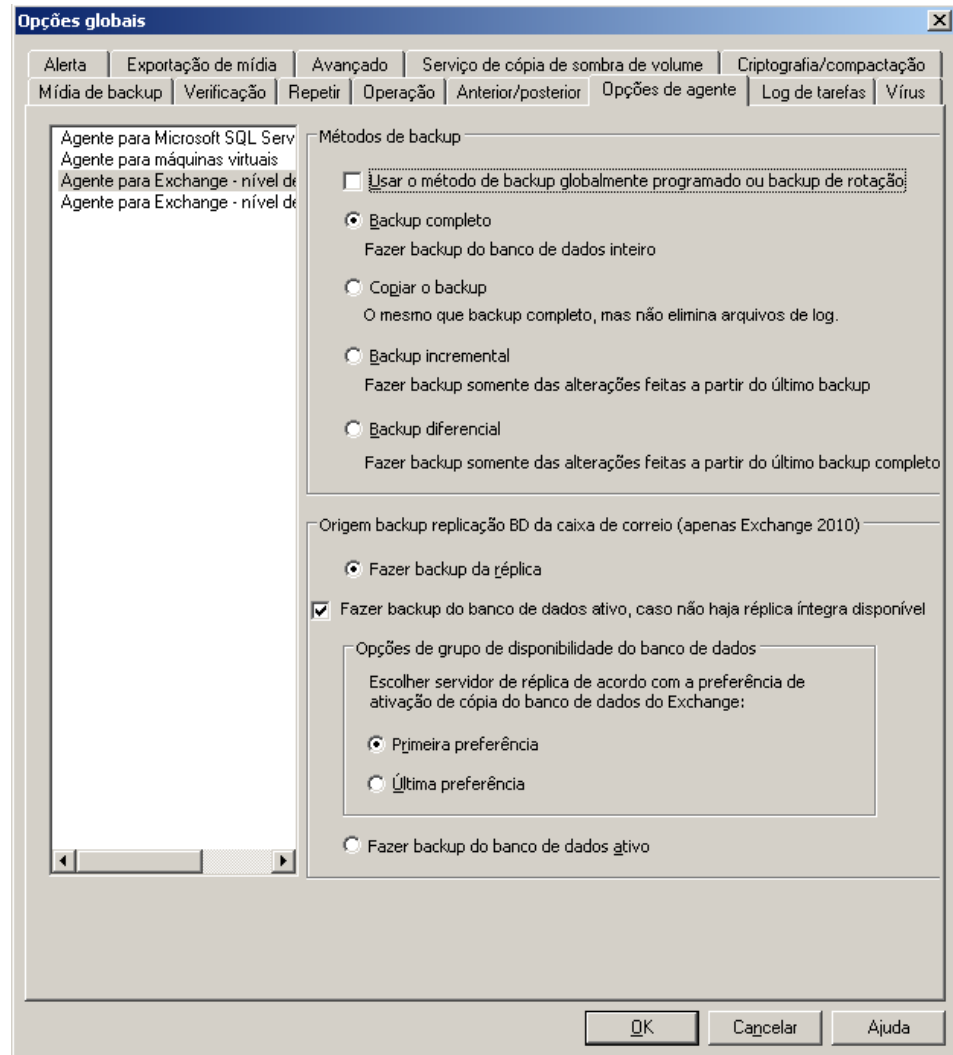 Opções globais
Alerta
Exportação de mídia
Avançado
Serviço de cópia de sombra de volume
Criptografia/compactação
Mídia de backup
Verificação
Repetir
Operação
Anterior/posterior
Opções de agente
Log de tarefas
Vírus
Agente para Microsoft SQL Serv
Agente para máquinas virtuais
Agente para Exchange - nível de
Agente para Exchange - nível de
Métodos de backup
Usar o método de backup globalmente programado ou backup de rotação
Backup completo
Fazer backup do banco de dados inteiro
Copiar o backup
O mesmo que backup completo, mas não elimina arquivos de log.
Backup incremental
Fazer backup somente das alterações feitas a partir do último backup
Backup diferencial
Fazer backup somente das alterações feitas a partir do último backup completo
Origem backup replicação BD da caixa de correio (apenas Exchange 2010)
Fazer backup da réplica
Fazer backup do banco de dados ativo, caso não haja réplica íntegra disponível
Opções de grupo de disponibilidade do banco de dados
Escolher servidor de réplica de acordo com a preferência de
ativação de cópia do banco de dados do Exchange:
Primeira preferência
Última preferência
Fazer backup do banco de dados ativo
OK
Cancelar
Ajuda